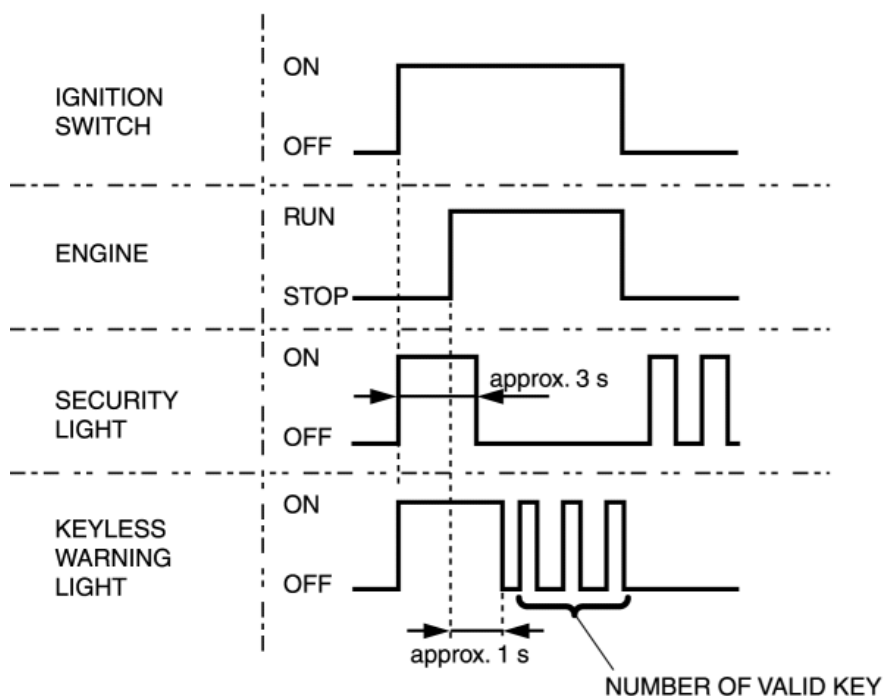 IGNITION
SWITCH
ON
OFF
ENGINE
RUN
STOP
SECURITY
LIGHT
ON
approx. 3 s
OFF
KEYLESS
WARNING
LIGHT
ON
OFF
approx. 1 s
NUMBER OF VALID KEY